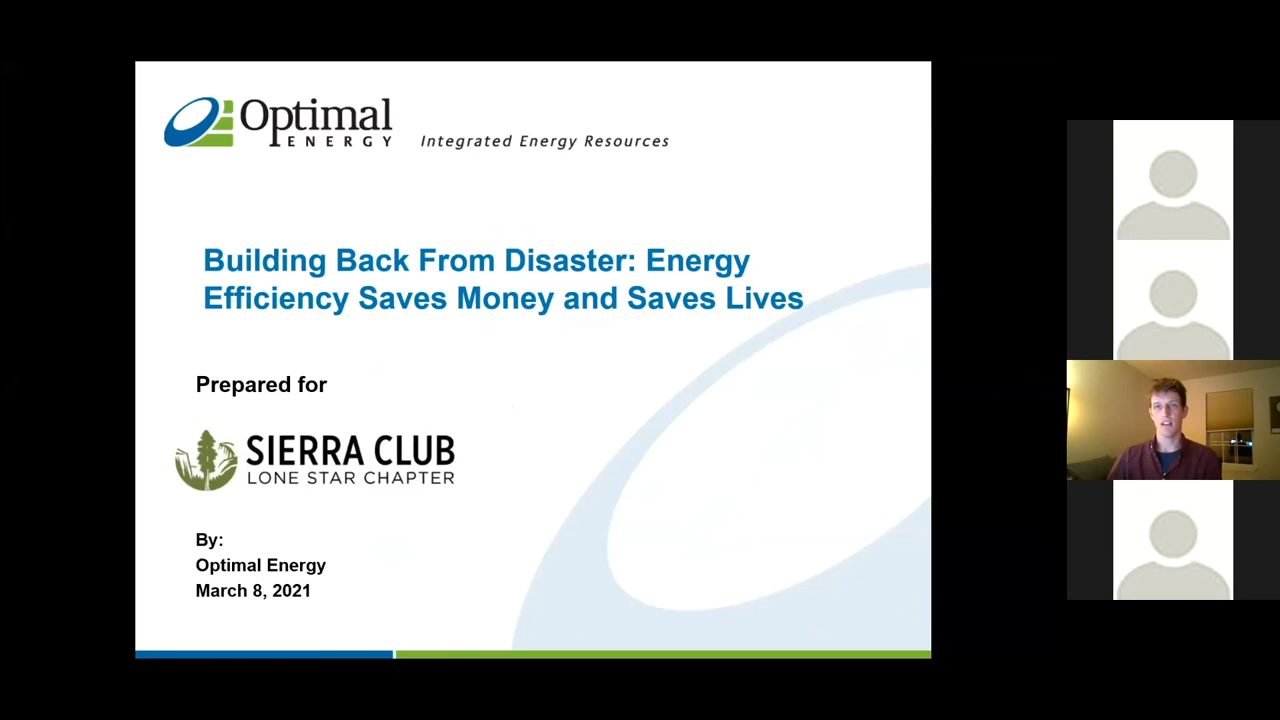 Optimal
ENERGY
Integrated Energy Resources
Building Back From Disaster: Energy
Efficiency Saves Money and Saves Lives
Prepared for
SIERRA CLUB
LONE STAR CHAPTER
By:
Optimal Energy
March 8, 2021